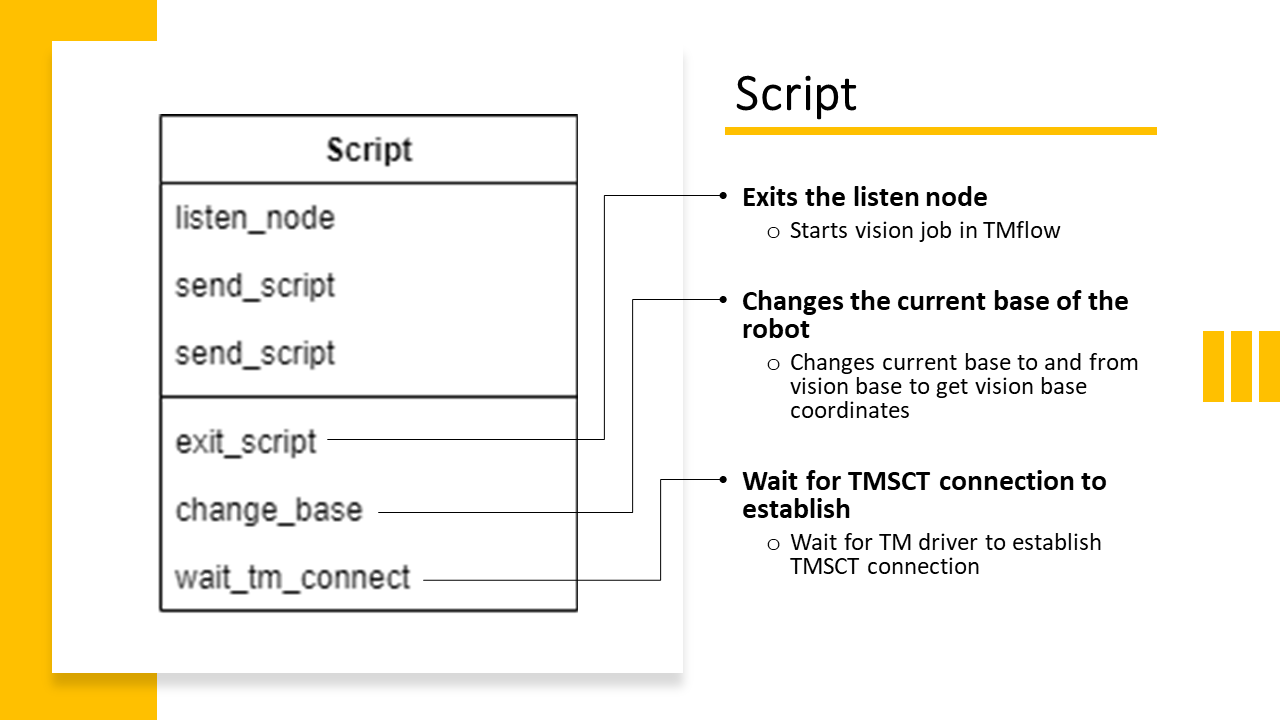 Script
listen_node
send_script
send_script
exit_script
change_base
wait_tm_connect
Script
• Exits the listen node
o Starts vision job in TMflow
• Changes the current base of the
robot
o Changes current base to and from
vision base to get vision base
coordinates
• Wait for TMSCT connection to
establish
o Wait for TM driver to establish
TMSCT connection